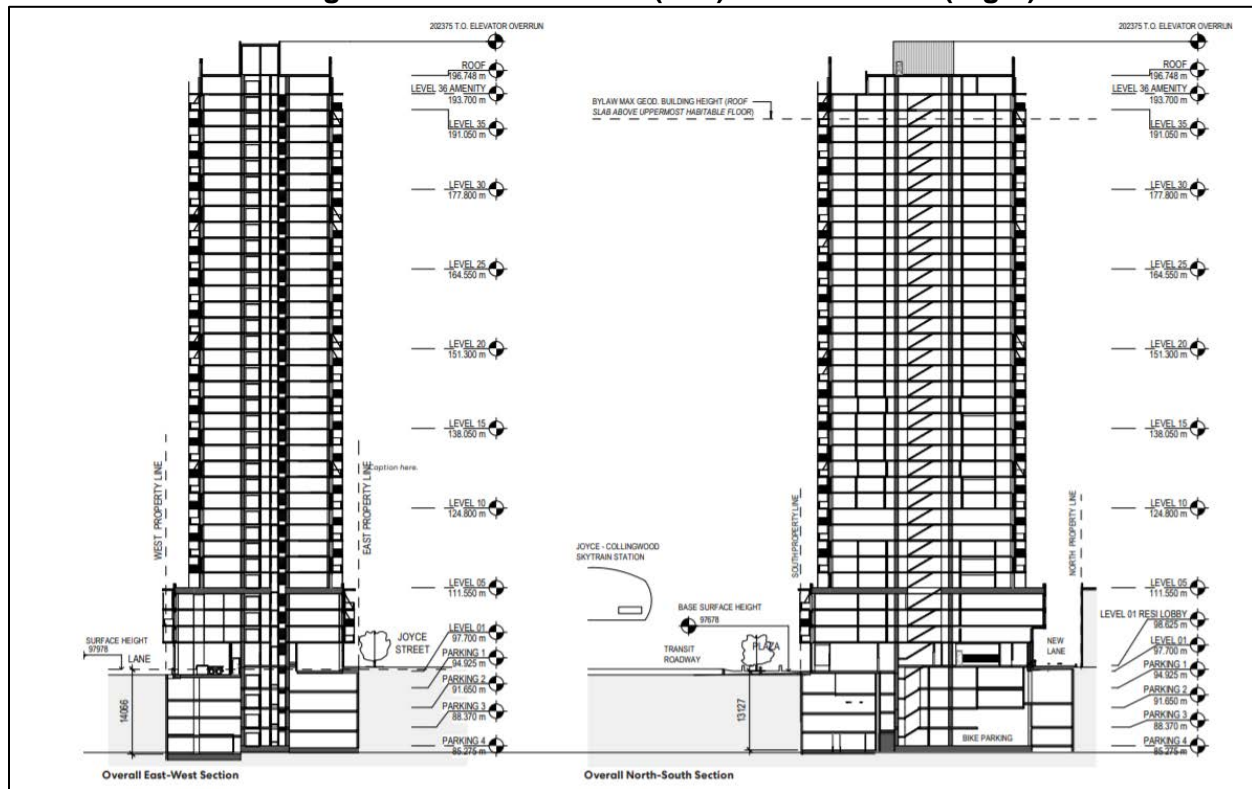 202375 T.O. ELEVATOR OVERRUN
ROOF
196.748 m
LEVEL 36 AMENITY
193.700 m
LEVEL 35
191.050 m
LEVEL 30
177.800 m
LEVEL 25
164.550 m
LEVEL 20
151.300 m
LEVEL 15
138.050 m
LEVEL 10
124.800 m
LEVEL 05
111.550 m
LEVEL 01
97.700 m
PARKING 1
94.925 m
PARKING 2
91.650 m
PARKING 3
88.370 m
PARKING 4
85.275 m
WEST PROPERTY LINE
EAST PROPERTY LINE
Caption here.
SURFACE HEIGHT
97978
LANE
JOYCE
STREET
14066
Overall East-West Section
202375 T.O. ELEVATOR OVERRUN
BYLAW MAX GEOD. BUILDING HEIGHT (ROOF
SLAB ABOVE UPPERMOST HABITABLE FLOOR)
ROOF
196.748 m
LEVEL 36 AMENITY
193.700 m
LEVEL 35
191.050 m
LEVEL 30
177.800 m
LEVEL 25
164.550 m
LEVEL 20
151.300 m
LEVEL 15
138.050 m
LEVEL 10
124.800 m
LEVEL 05
111.550 m
LEVEL 01 RESI LOBBY
98.625 m
LEVEL 01
97.700 m
PARKING 1
94.925 m
PARKING 2
91.650 m
PARKING 3
88.370 m
PARKING 4
85.275 m
SOUTH PROPERTY LINE
NORTH PROPERTY LINE
JOYCE - COLLINGWOOD
SKYTRAIN STATION
BASE SURFACE HEIGHT
97678
TRANSIT
ROADWAY
PLAZA
NEW
LANE
13127
BIKE PARKING
Overall North-South Section